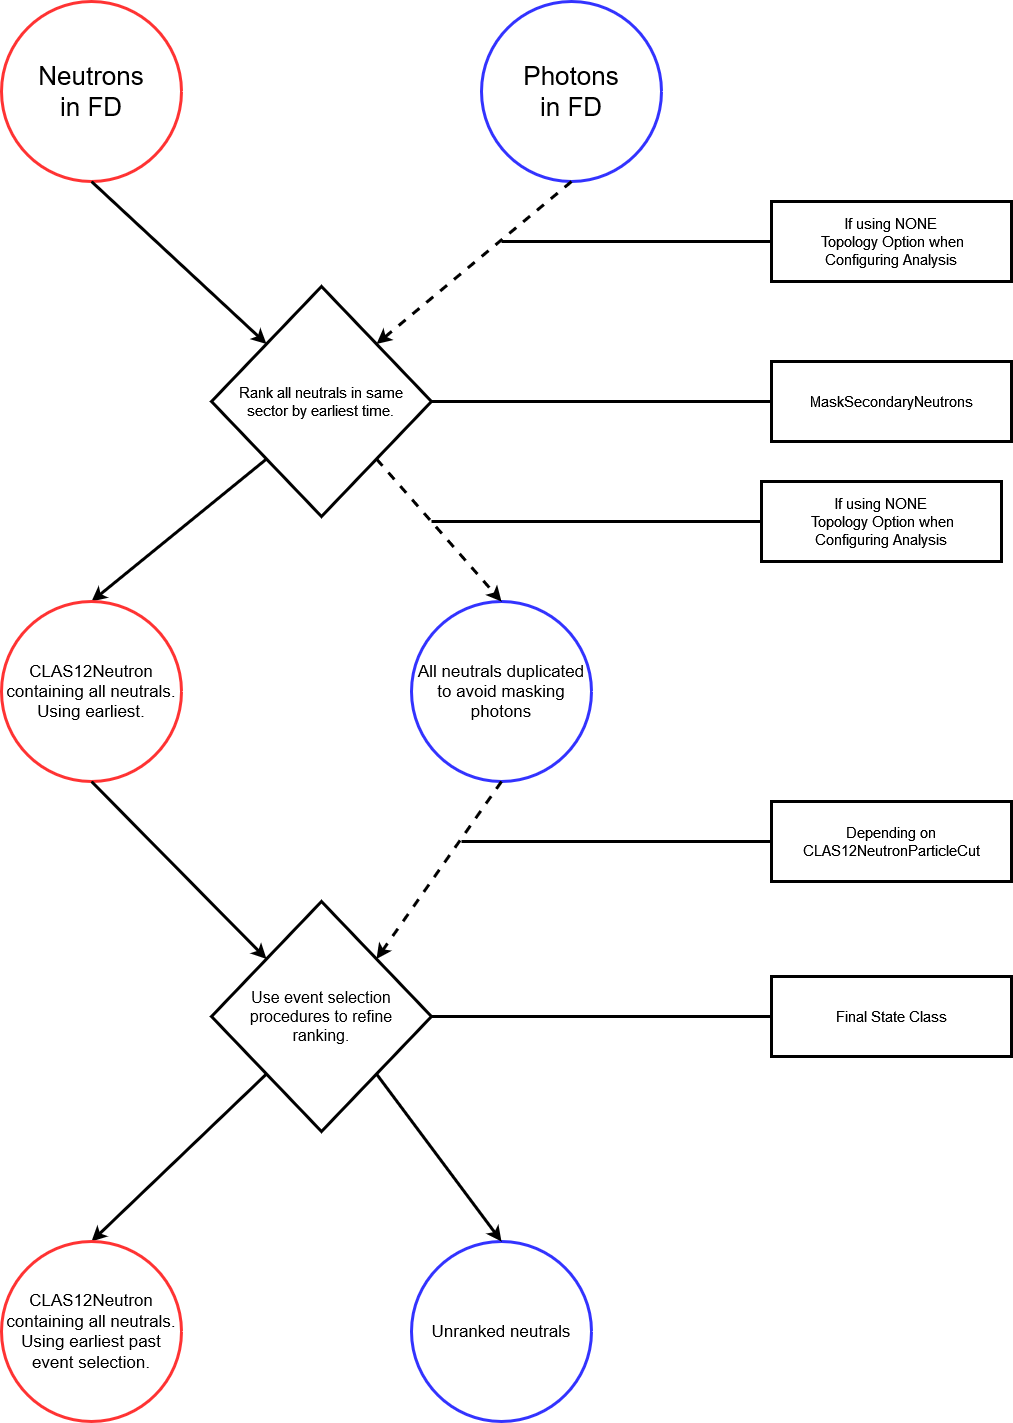 Neutrons
in FD
Photons
in FD
If using NONE
Topology Option when
Configuring Analysis
Rank all neutrals in same
sector by earliest time.
MaskSecondaryNeutrons
If using NONE
Topology Option when
Configuring Analysis
CLAS12Neutron
containing all neutrals.
Using earliest.
All neutrals duplicated
to avoid masking
photons
Depending on
CLAS12NeutronParticleCut
Use event selection
procedures to refine
ranking.
Final State Class
CLAS12Neutron
containing all neutrals.
Using earliest past
event selection.
Unranked neutrals